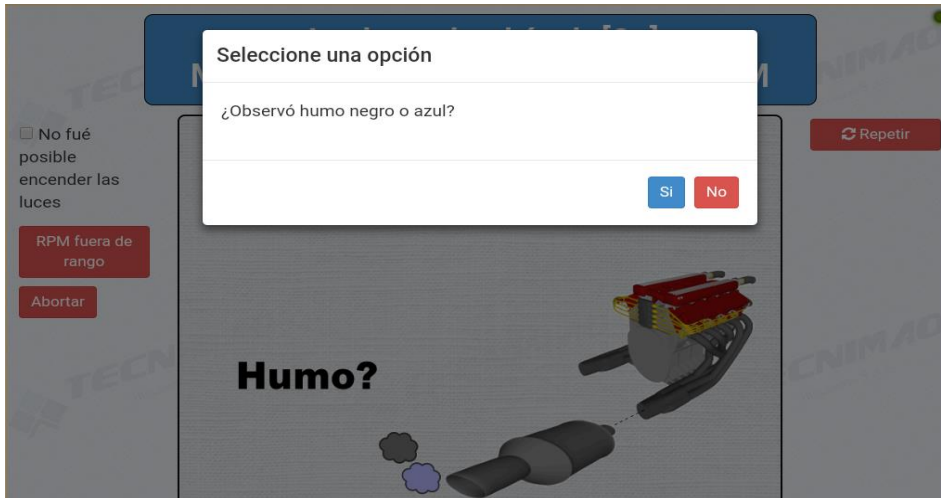 Seleccione una opción
¿Observó humo negro o azul?
Si
No
No fué
posible
encender las
luces
RPM fuera de
rango
Abortar
Repetir
Humo?